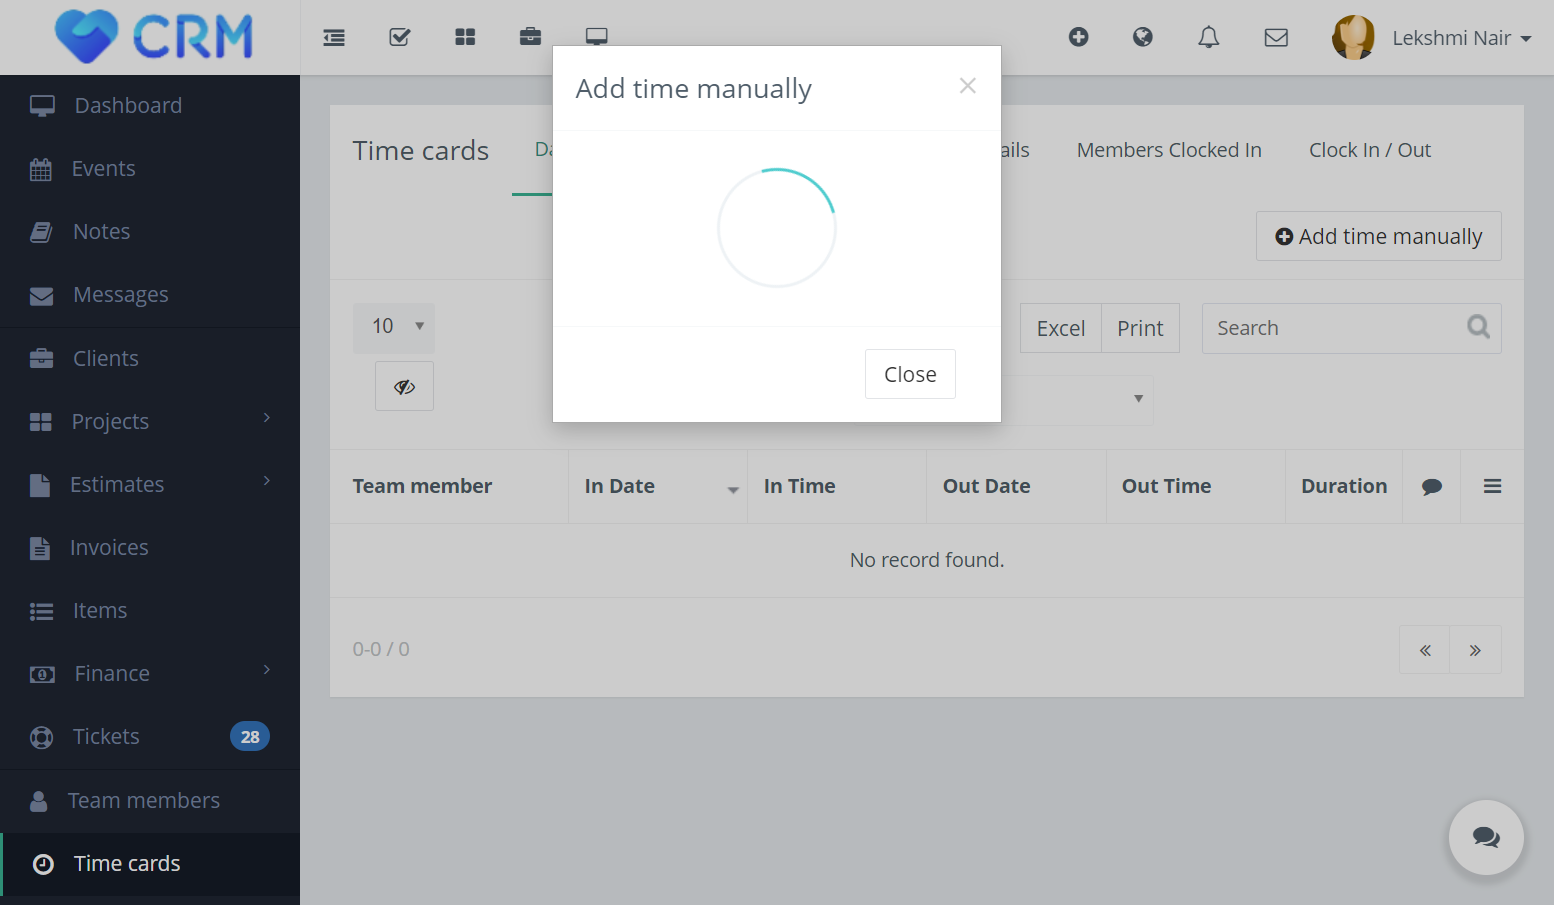 CRM
Lekshmi Nair
Dashboard
Events
Notes
Messages
Clients
Projects
Estimates
Invoices
Items
Finance
Tickets 28
Team members
Time cards
Add time manually
×
Close
Time cards
Members Clocked In
Clock In / Out
Add time manually
10
Excel
Print
Search
Team member
In Date
In Time
Out Date
Out Time
Duration
No record found.
0-0 / 0
«
»